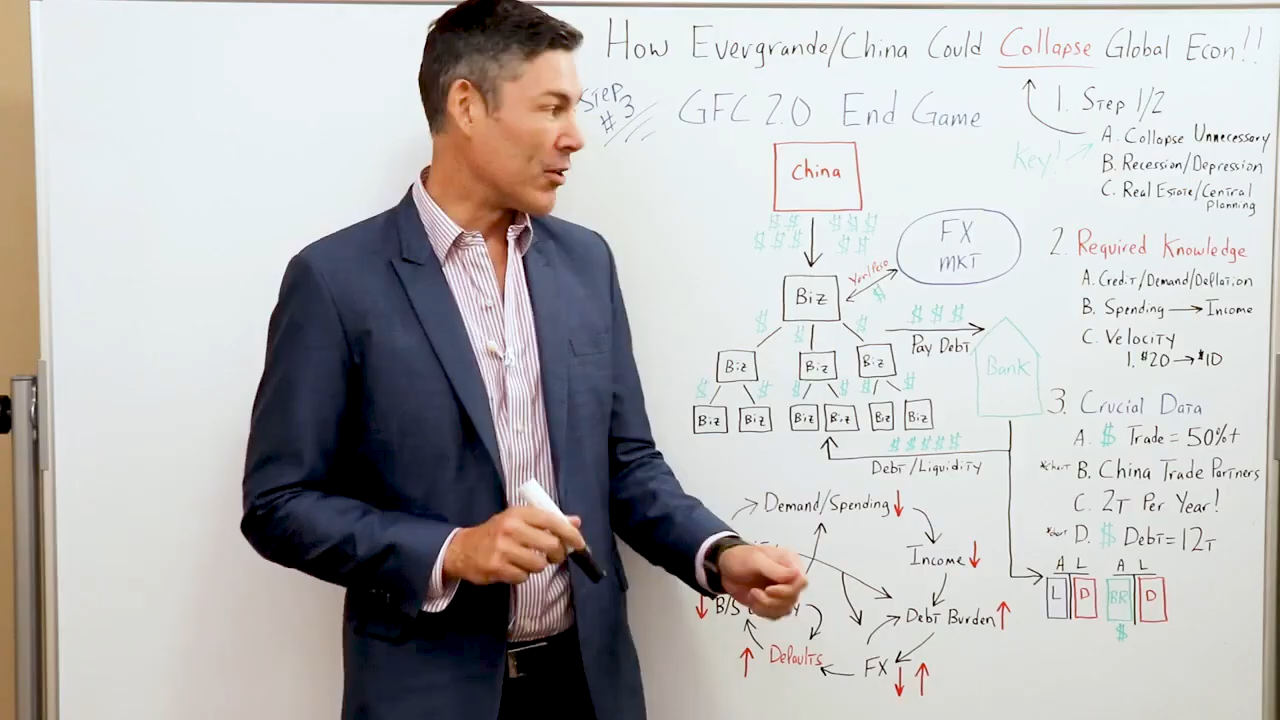 How Evergrande/China Could Collapse Global Econ!!
STEP
#3
GFC 2.0 End Game
China
$$ $$$
$$$ $$
Biz
Yen/Peso
$
FX
MKT
$ $ $
$$$
Pay Debt
Bank
Biz Biz Biz
$ $ $ $ $
Biz Biz Biz Biz Biz Biz
$$$$$
Debt/Liquidity
Demand/Spending
Income
Debt Burden
FX
Defaults
B/S
Key!
1. Step 1/2
A. Collapse Unnecessary
B. Recession/Depression
C. Real Estate/Central
Planning
2. Required Knowledge
A. Credit/Demand/Deflation
B. Spending → Income
C. Velocity
1. $20 → $10
3. Crucial Data
A. $ Trade = 50%+
*chart B. China Trade Partners
C. 2T Per Year!
*chart D. $ Debt = 12T
A L A L
L D BR D
$